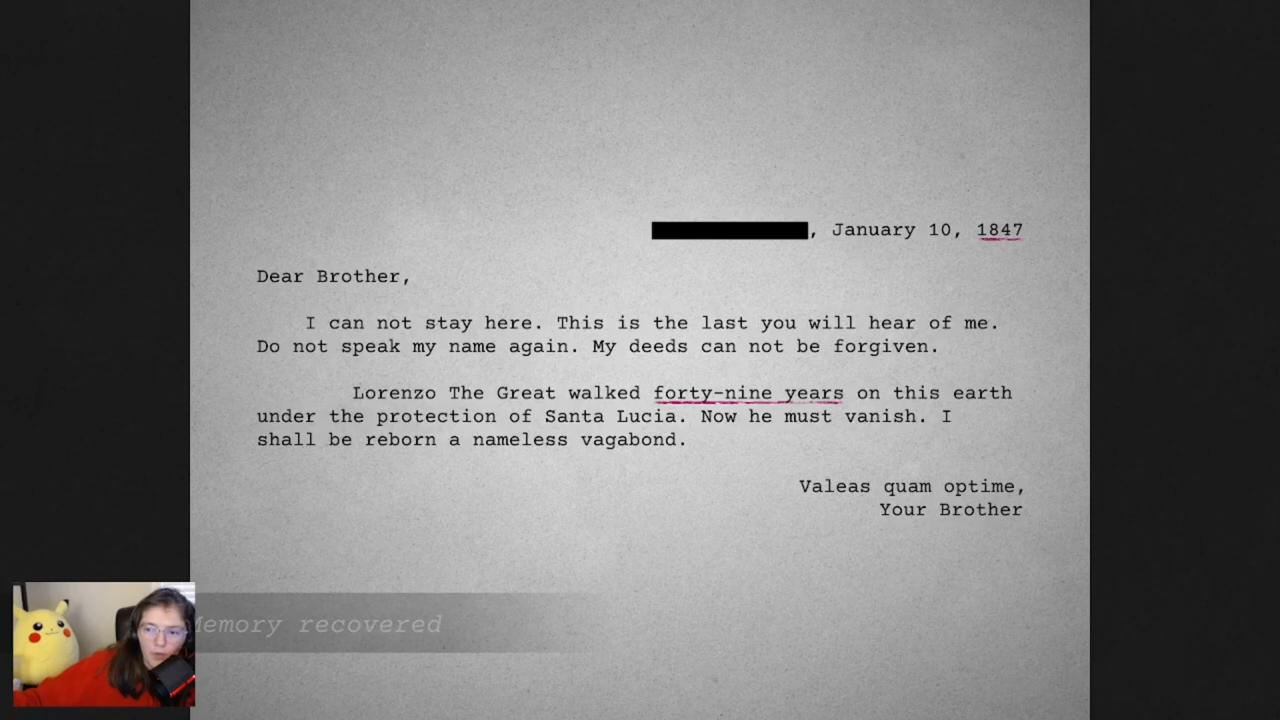 , January 10, 1847
Dear Brother,
I can not stay here. This is the last you will hear of me.
Do not speak my name again. My deeds can not be forgiven.
Lorenzo The Great walked forty-nine years on this earth
under the protection of Santa Lucia. Now he must vanish. I
shall be reborn a nameless vagabond.
Valeas quam optime,
Your Brother
Memory recovered